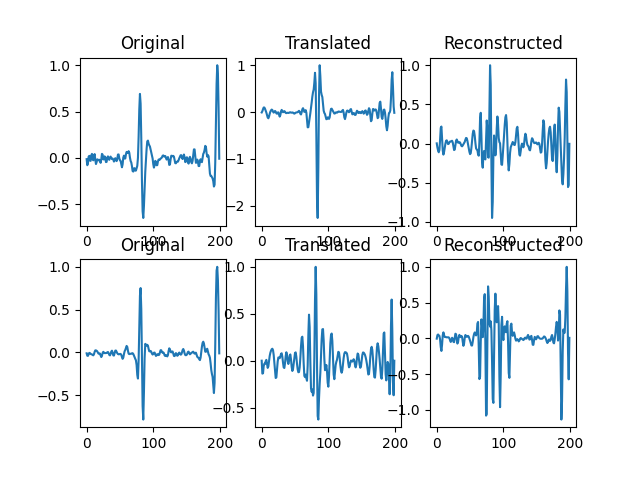 Original Translated Reconstructed
1.0 1 1.0
0.5 0 0.5
0.0 −1 0.0
−0.5 −2 −0.5
−1.0
0 100 200 0 100 200 0 100 200
Original Translated Reconstructed
1.0 1.0 1.0
0.5 0.5 0.5
0.0 0.0 0.0
−0.5 −0.5 −0.5
−1.0
0 100 200 0 100 200 0 100 200